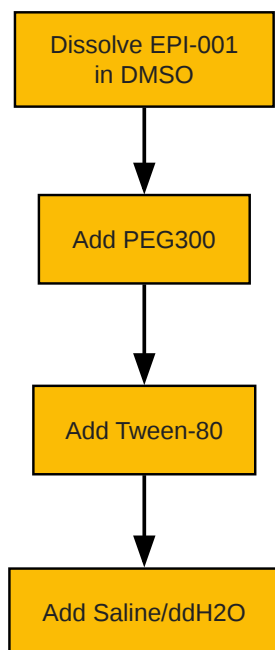 Dissolve EPI-001
in DMSO
Add PEG300
Add Tween-80
Add Saline/ddH2O